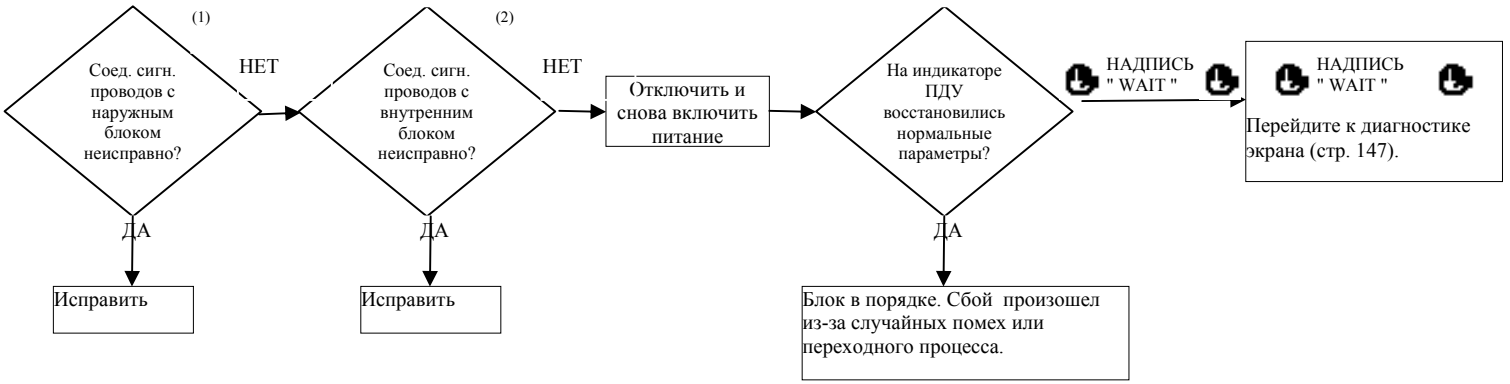 (1)
Соед. сигн.
проводов с
наружным
блоком
неисправно?
НЕТ
ДА
Исправить
(2)
Соед. сигн.
проводов с
внутренним
блоком
неисправно?
НЕТ
ДА
Исправить
Отключить и
снова включить
питание
На индикаторе
ПДУ
восстановились
нормальные
параметры?
ДА
Блок в порядке. Сбой произошел
из-за случайных помех или
переходного процесса.
НАДПИСЬ
" WAIT "
НАДПИСЬ
" WAIT "
Перейдите к диагностике
экрана (стр. 147).